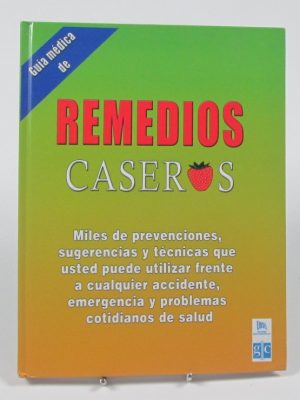 Guía médica
de
REMEDIOS
CASEROS
Miles de prevenciones,
sugerencias y técnicas que
usted puede utilizar frente
a cualquier accidente,
emergencia y problemas
cotidianos de salud
gc